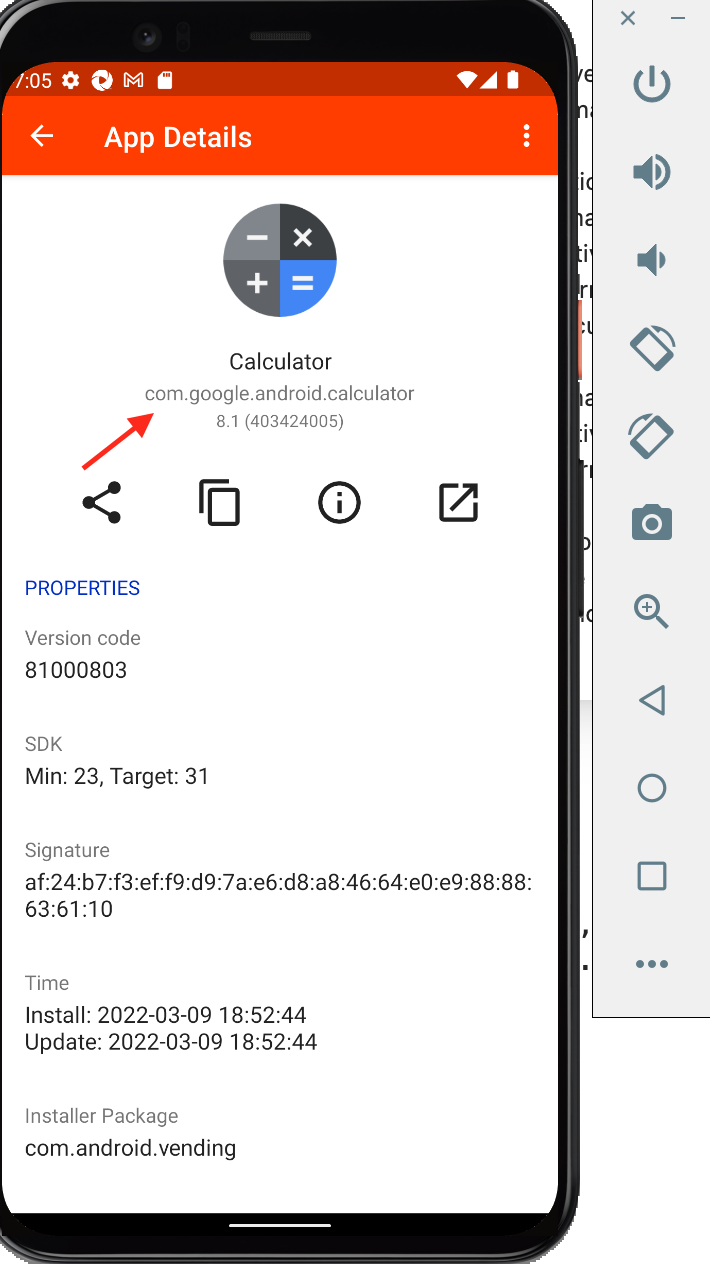 7:05
App Details
Calculator
com.google.android.calculator
8.1 (403424005)
PROPERTIES
Version code
81000803
SDK
Min: 23, Target: 31
Signature
af:24:b7:f3:ef:f9:d9:7a:e6:d8:a8:46:64:e0:e9:88:88:
63:61:10
Time
Install: 2022-03-09 18:52:44
Update: 2022-03-09 18:52:44
Installer Package
com.android.vending